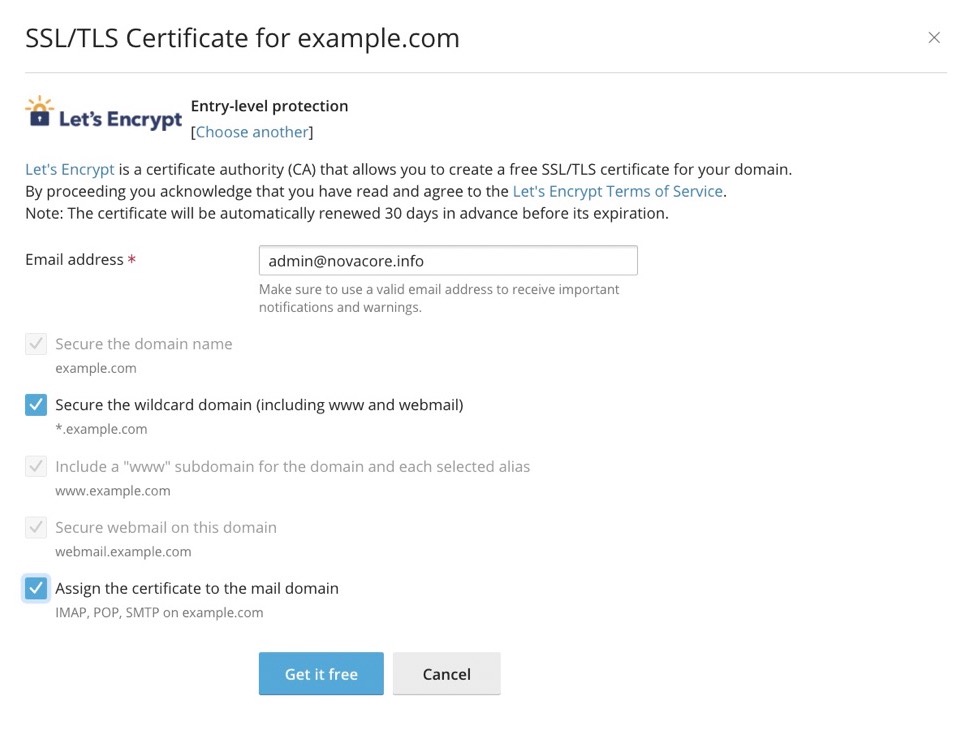 SSL/TLS Certificate for example.com
Let's Encrypt
Entry-level protection
[Choose another]
Let's Encrypt is a certificate authority (CA) that allows you to create a free SSL/TLS certificate for your domain.
By proceeding you acknowledge that you have read and agree to the Let's Encrypt Terms of Service.
Note: The certificate will be automatically renewed 30 days in advance before its expiration.
Email address *
admin@novacore.info
Make sure to use a valid email address to receive important
notifications and warnings.
Secure the domain name
example.com
Secure the wildcard domain (including www and webmail)
*.example.com
Include a "www" subdomain for the domain and each selected alias
www.example.com
Secure webmail on this domain
webmail.example.com
Assign the certificate to the mail domain
IMAP, POP, SMTP on example.com
Get it free
Cancel